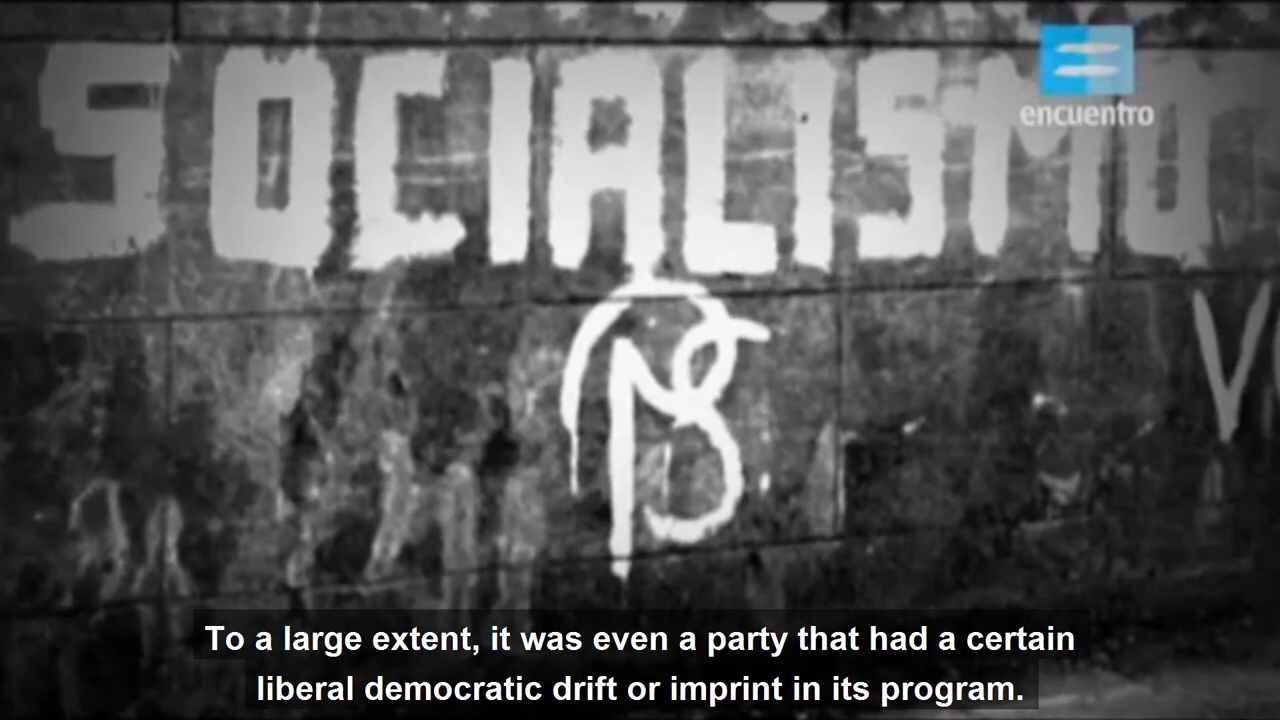 SOCIALISMO
encuentro
PS
V
To a large extent, it was even a party that had a certain
liberal democratic drift or imprint in its program.